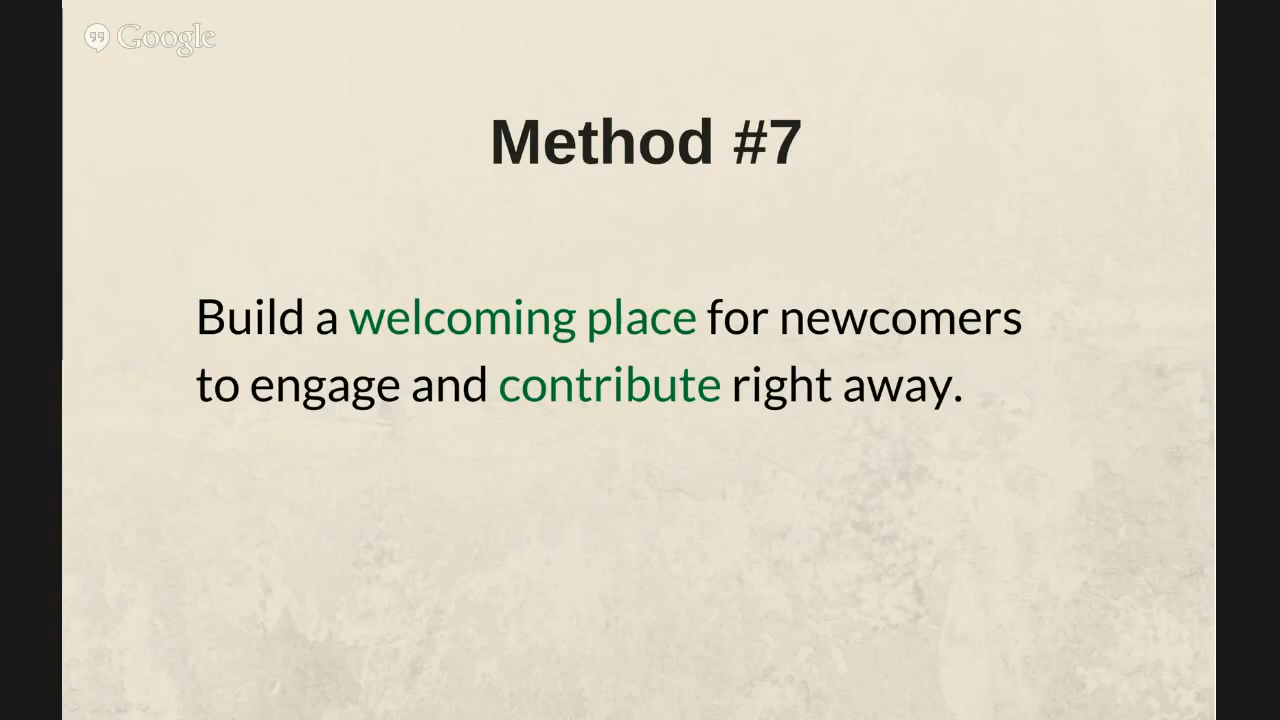 Google
Method #7
Build a welcoming place for newcomers
to engage and contribute right away.